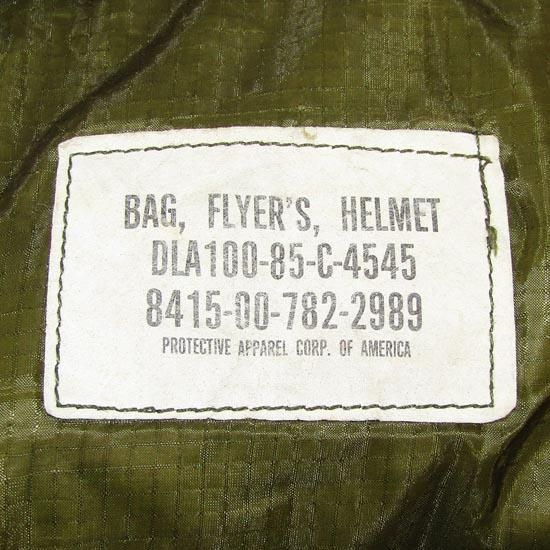 BAG, FLYER'S, HELMET
DLA100-85-C-4545
8415-00-782-2989
PROTECTIVE APPAREL CORP. OF AMERICA